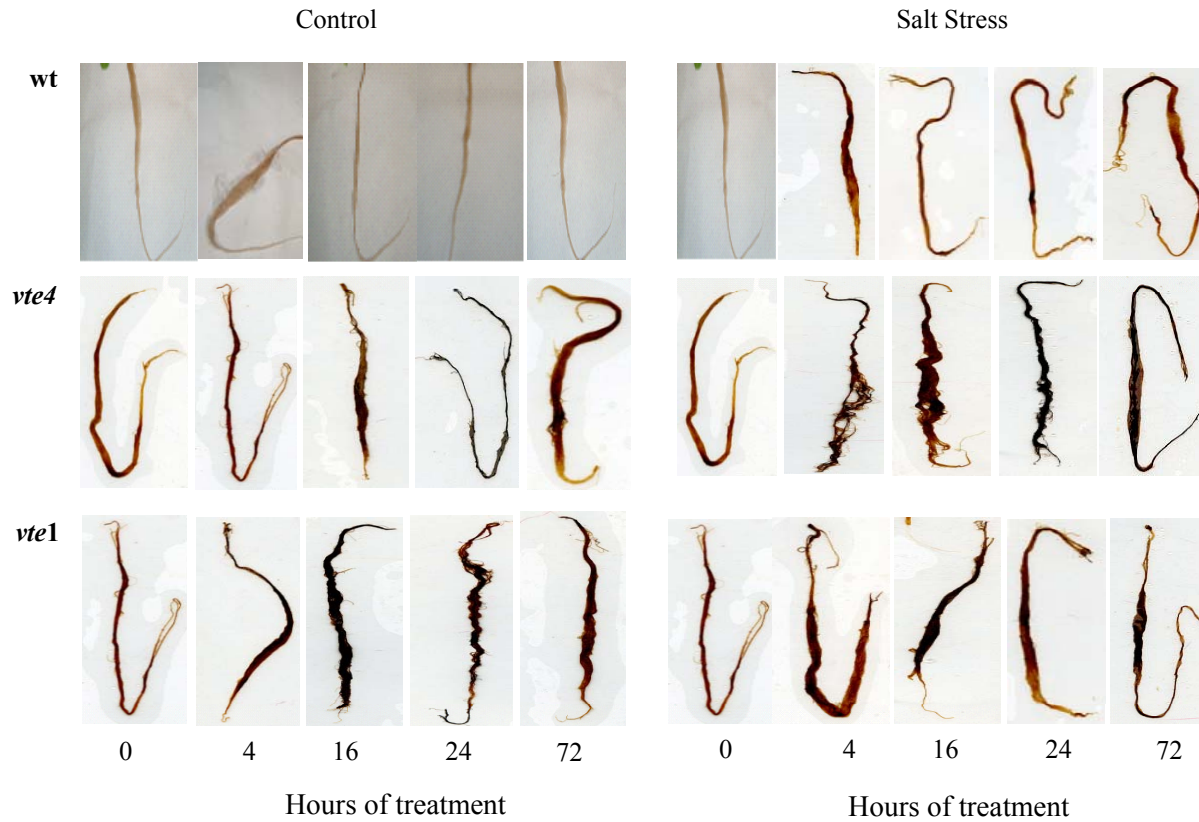 Control
Salt Stress
wt
vte4
vte1
0 4 16 24 72
0 4 16 24 72
Hours of treatment
Hours of treatment